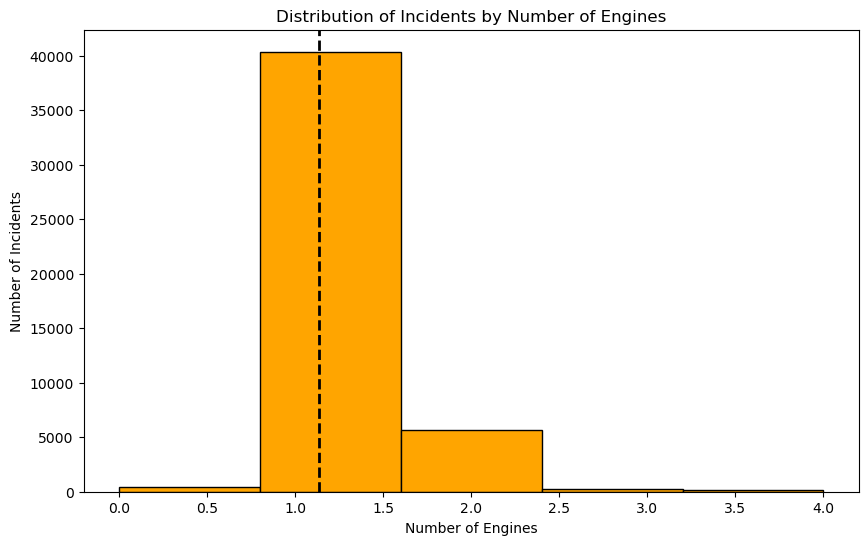 Distribution of Incidents by Number of Engines
40000
35000
30000
25000
20000
15000
10000
5000
0
Number of Incidents
0.0 0.5 1.0 1.5 2.0 2.5 3.0 3.5 4.0
Number of Engines